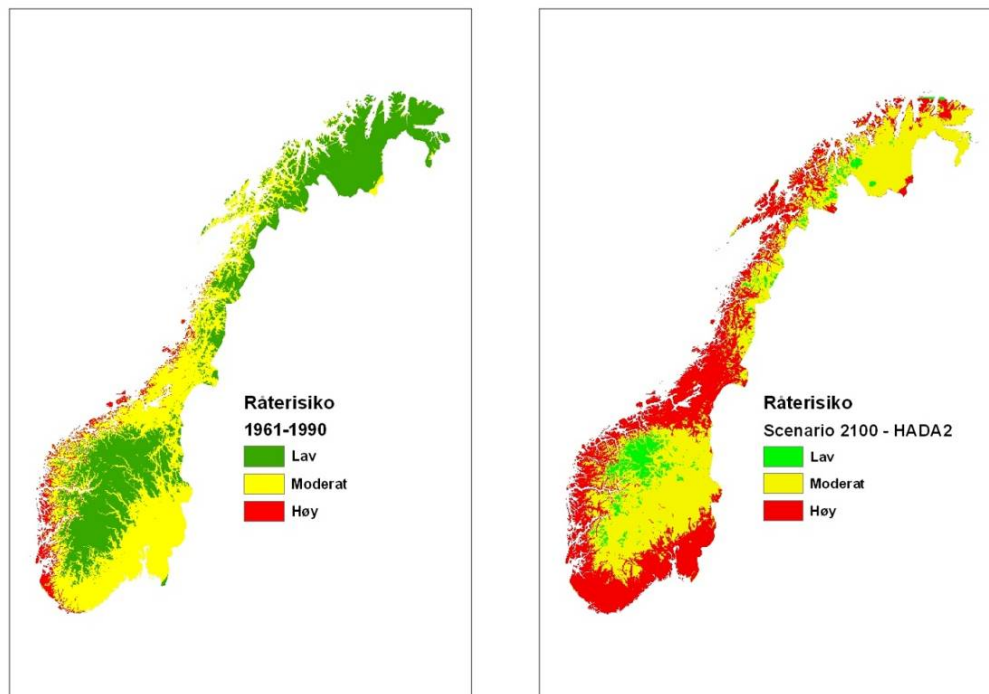 Råterisiko
1961-1990
Lav
Moderat
Høy
Råterisiko
Scenario 2100 - HADA2
Lav
Moderat
Høy